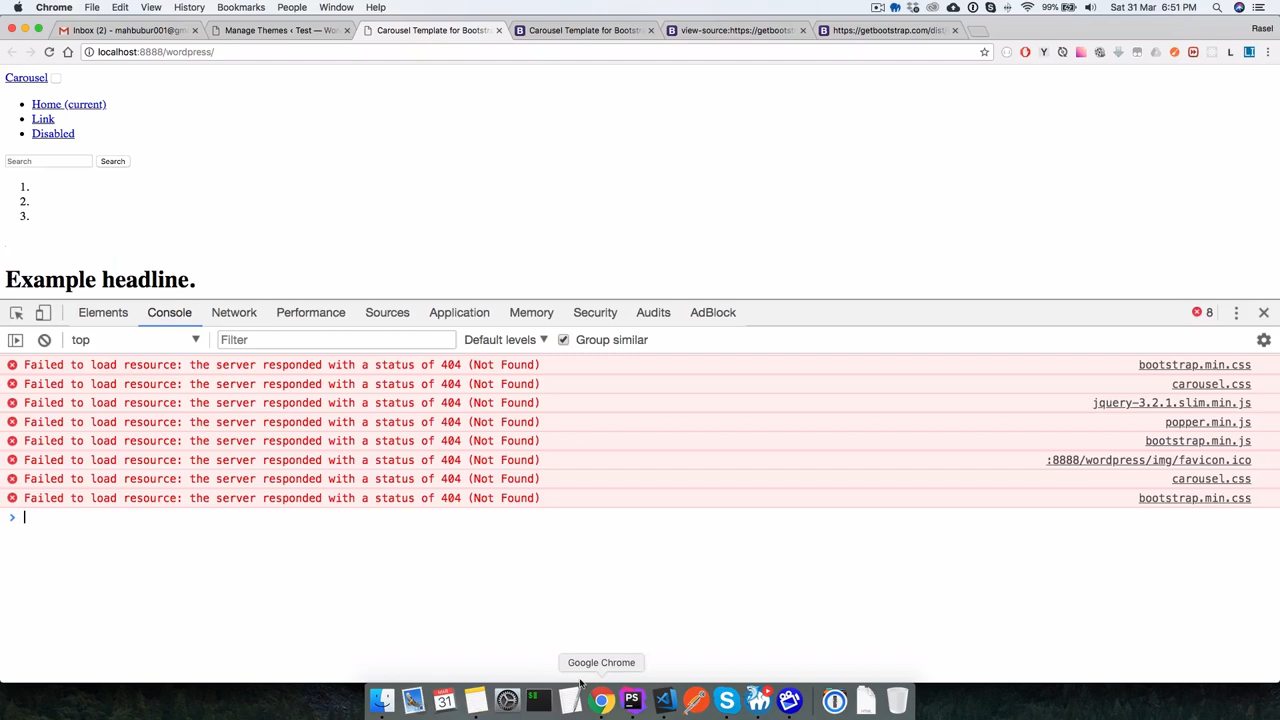 Chrome File Edit View History Bookmarks People Window Help 99% Sat 31 Mar 6:51 PM
Inbox (2) - mahbubur001@gm Manage Themes ‹ Test — Wo Carousel Template for Bootstr Carousel Template for Bootstr view-source:https://getbootst https://getbootstrap.com/dist Rasel
localhost:8888/wordpress/
Carousel
Home (current)
Link
Disabled
Search Search
1.
2.
3.
Example headline.
Elements Console Network Performance Sources Application Memory Security Audits AdBlock 8
top Filter Default levels Group similar
Failed to load resource: the server responded with a status of 404 (Not Found) bootstrap.min.css
Failed to load resource: the server responded with a status of 404 (Not Found) carousel.css
Failed to load resource: the server responded with a status of 404 (Not Found) jquery-3.2.1.slim.min.js
Failed to load resource: the server responded with a status of 404 (Not Found) popper.min.js
Failed to load resource: the server responded with a status of 404 (Not Found) bootstrap.min.js
Failed to load resource: the server responded with a status of 404 (Not Found) :8888/wordpress/img/favicon.ico
Failed to load resource: the server responded with a status of 404 (Not Found) carousel.css
Failed to load resource: the server responded with a status of 404 (Not Found) bootstrap.min.css
Google Chrome
31 PS